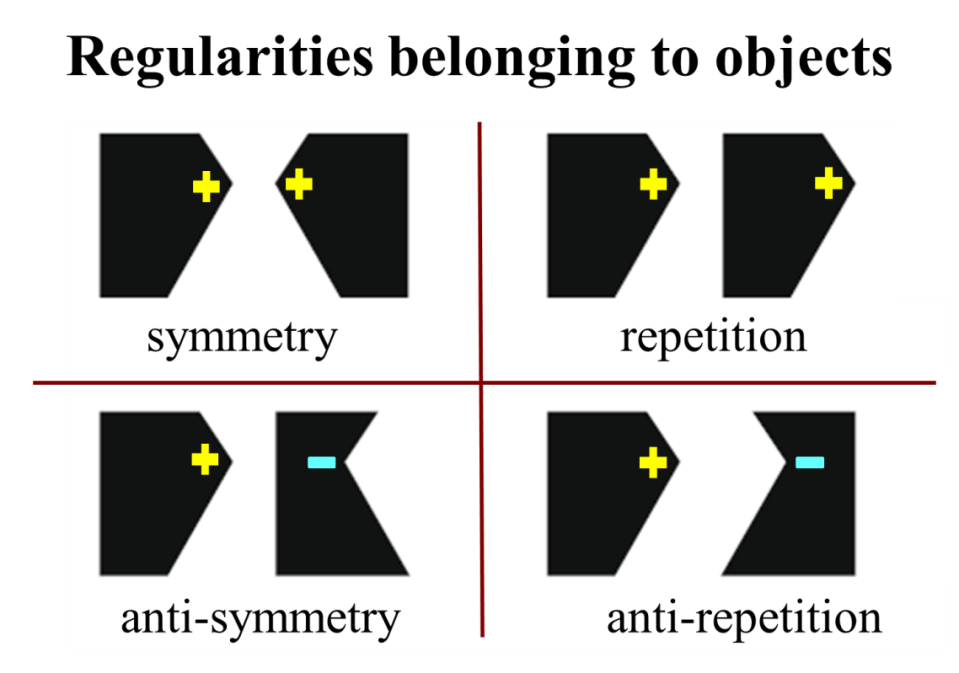 Regularities belonging to objects
+ +
symmetry
+ +
repetition
+ -
anti-symmetry
+ -
anti-repetition